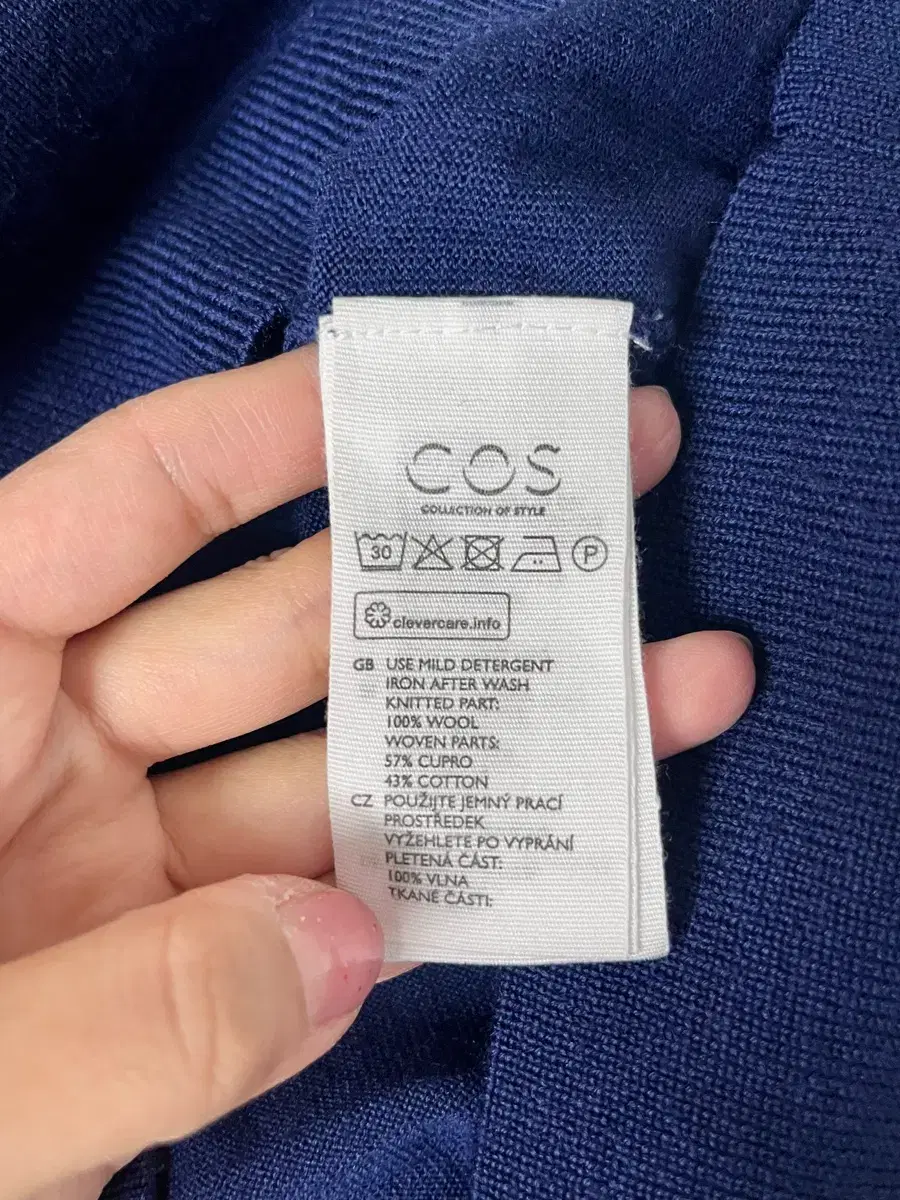 COS
COLLECTION OF STYLE
30 P
clevercare.info
GB USE MILD DETERGENT
IRON AFTER WASH
KNITTED PART:
100% WOOL
WOVEN PARTS:
57% CUPRO
43% COTTON
CZ POUŽIJTE JEMNÝ PRACÍ
PROSTŘEDEK
VYŽEHLETE PO VYPRÁNÍ
PLETENÁ ČÁST:
100% VLNA
TKANÉ ČÁSTI: